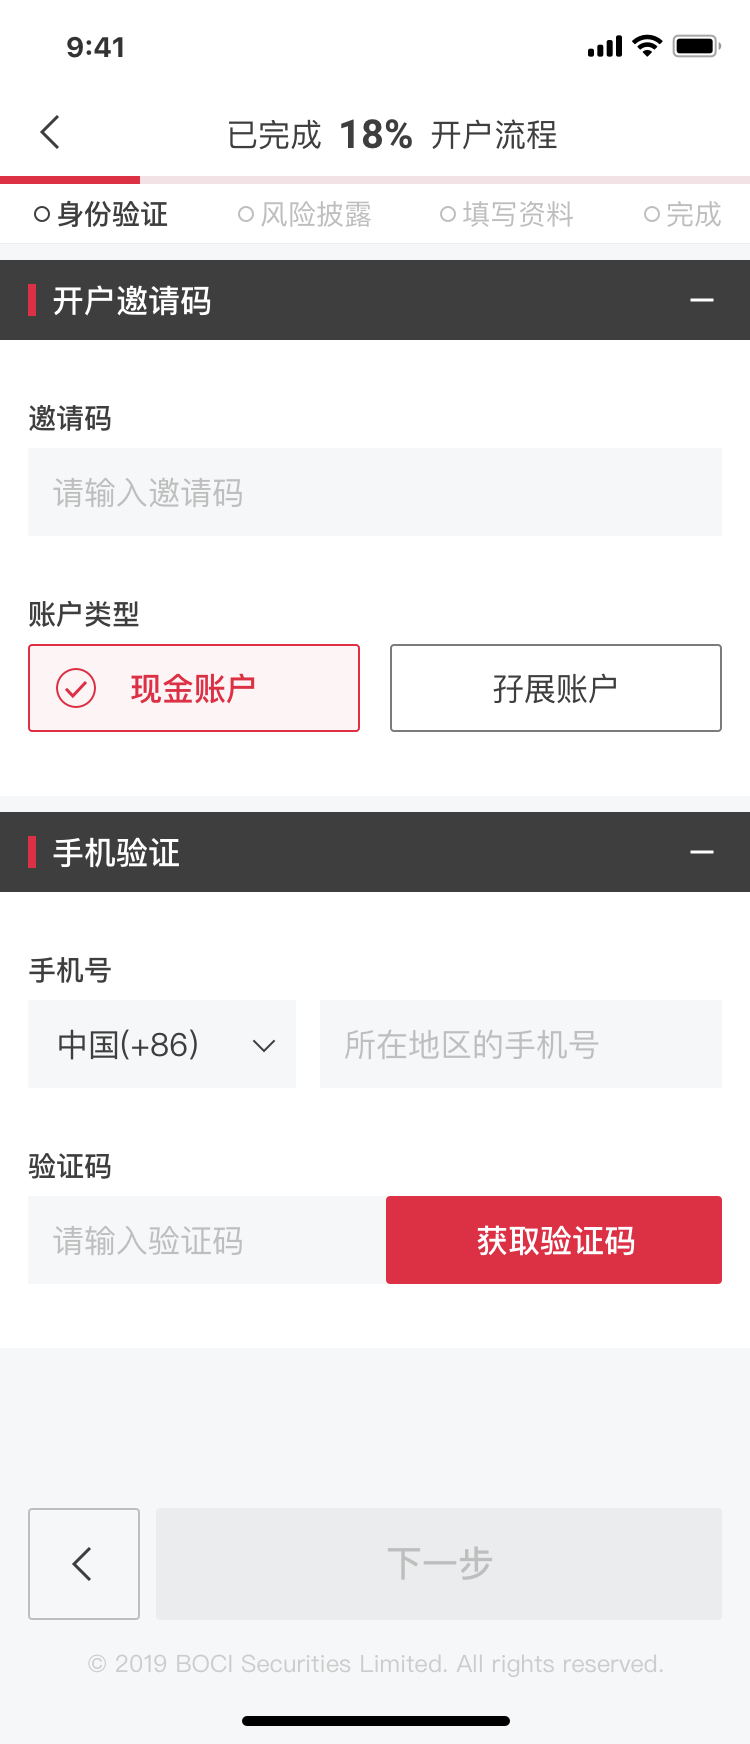 9:41
已完成 18% 开户流程
身份验证 风险披露 填写资料 完成
开户邀请码
邀请码
请输入邀请码
账户类型
现金账户 孖展账户
手机验证
手机号
中国(+86) 所在地区的手机号
验证码
请输入验证码 获取验证码
下一步
© 2019 BOCI Securities Limited. All rights reserved.